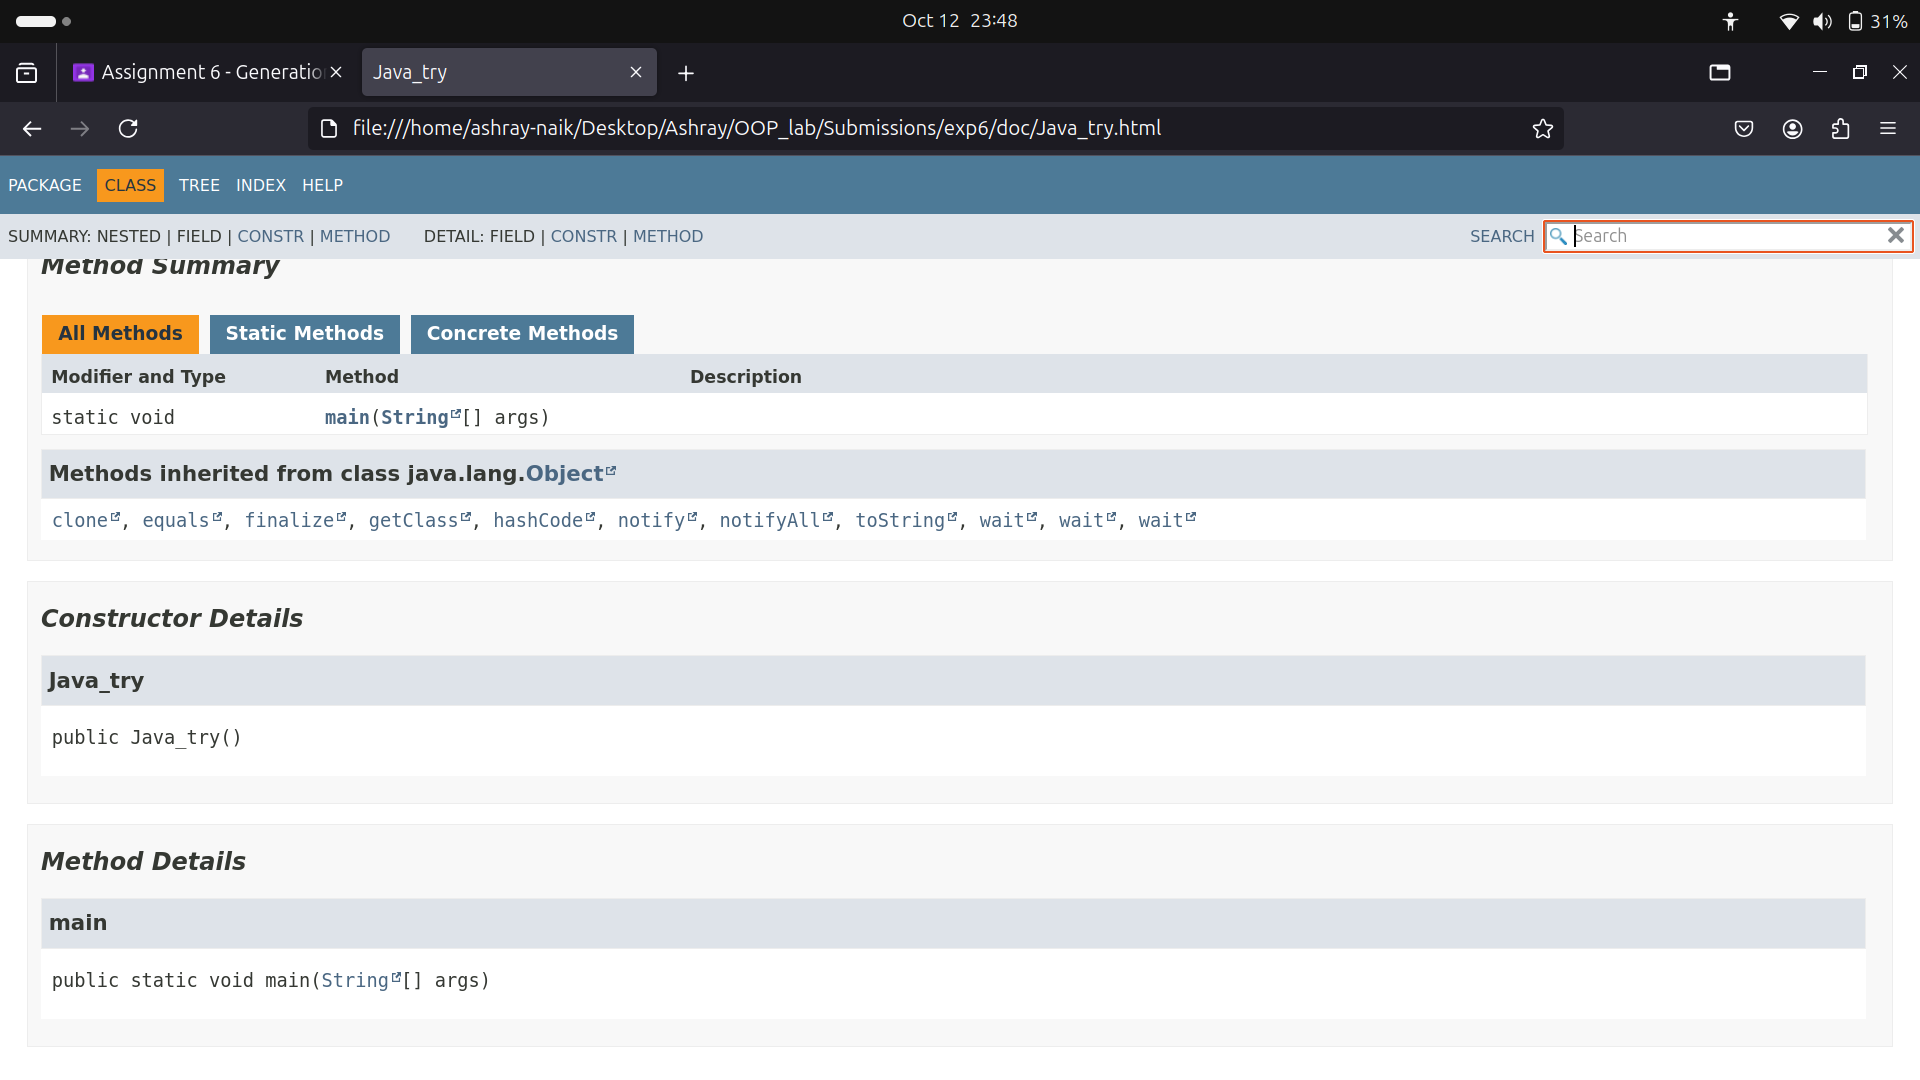 Oct 12 23:48
31%
Assignment 6 - Generatio
Java_try
file:///home/ashray-naik/Desktop/Ashray/OOP_lab/Submissions/exp6/doc/Java_try.html
PACKAGE CLASS TREE INDEX HELP
SUMMARY: NESTED | FIELD | CONSTR | METHOD DETAIL: FIELD | CONSTR | METHOD
SEARCH Search
Method Summary
All Methods Static Methods Concrete Methods
Modifier and Type Method Description
static void main(String[] args)
Methods inherited from class java.lang.Object
clone, equals, finalize, getClass, hashCode, notify, notifyAll, toString, wait, wait, wait
Constructor Details
Java_try
public Java_try()
Method Details
main
public static void main(String[] args)